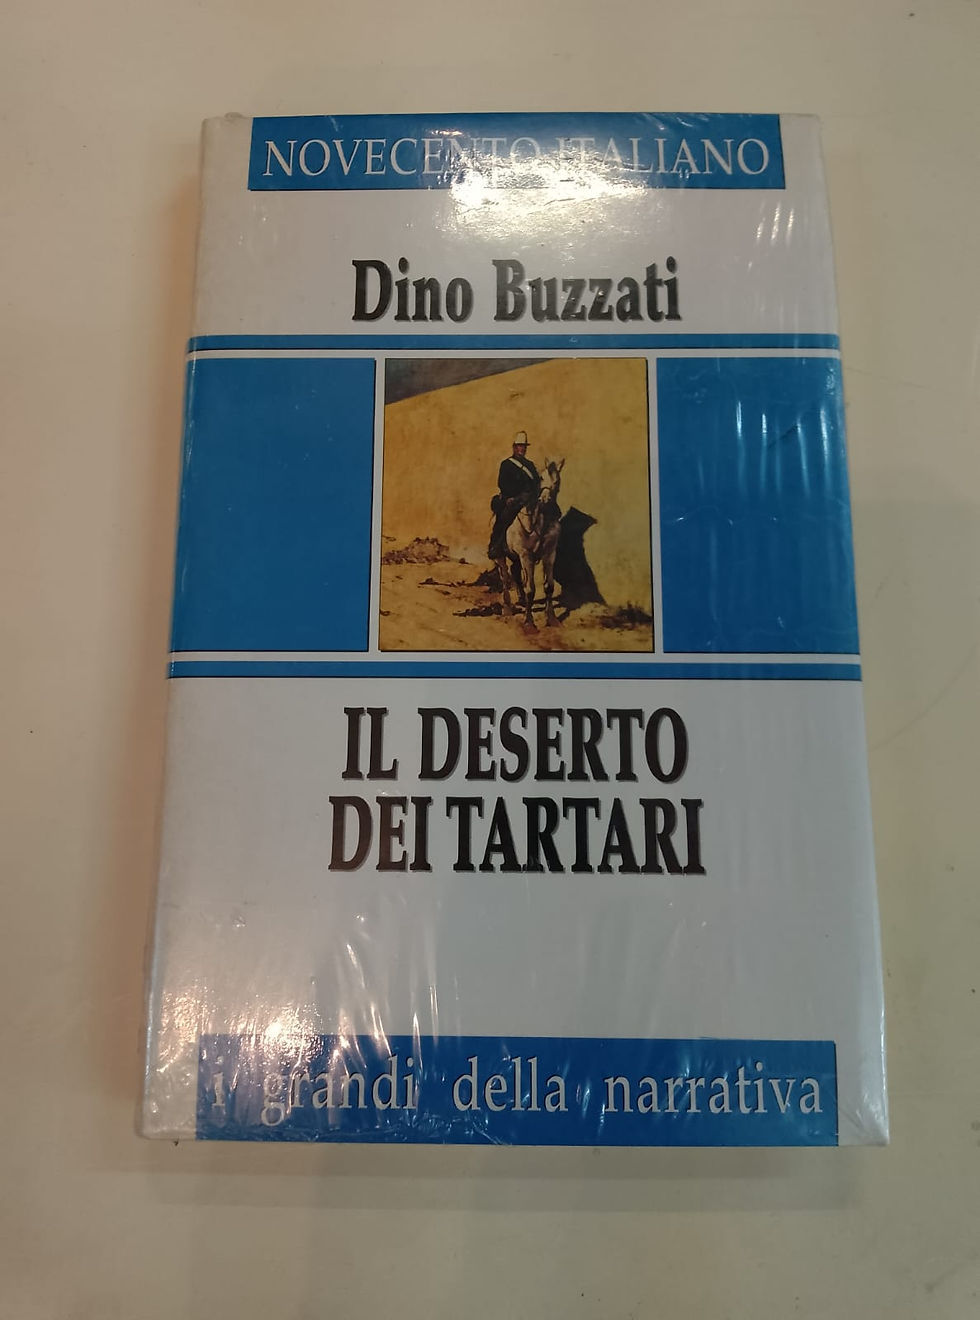 NOVECENTO ITALIANO
Dino Buzzati
IL DESERTO
DEI TARTARI
i grandi della narrativa